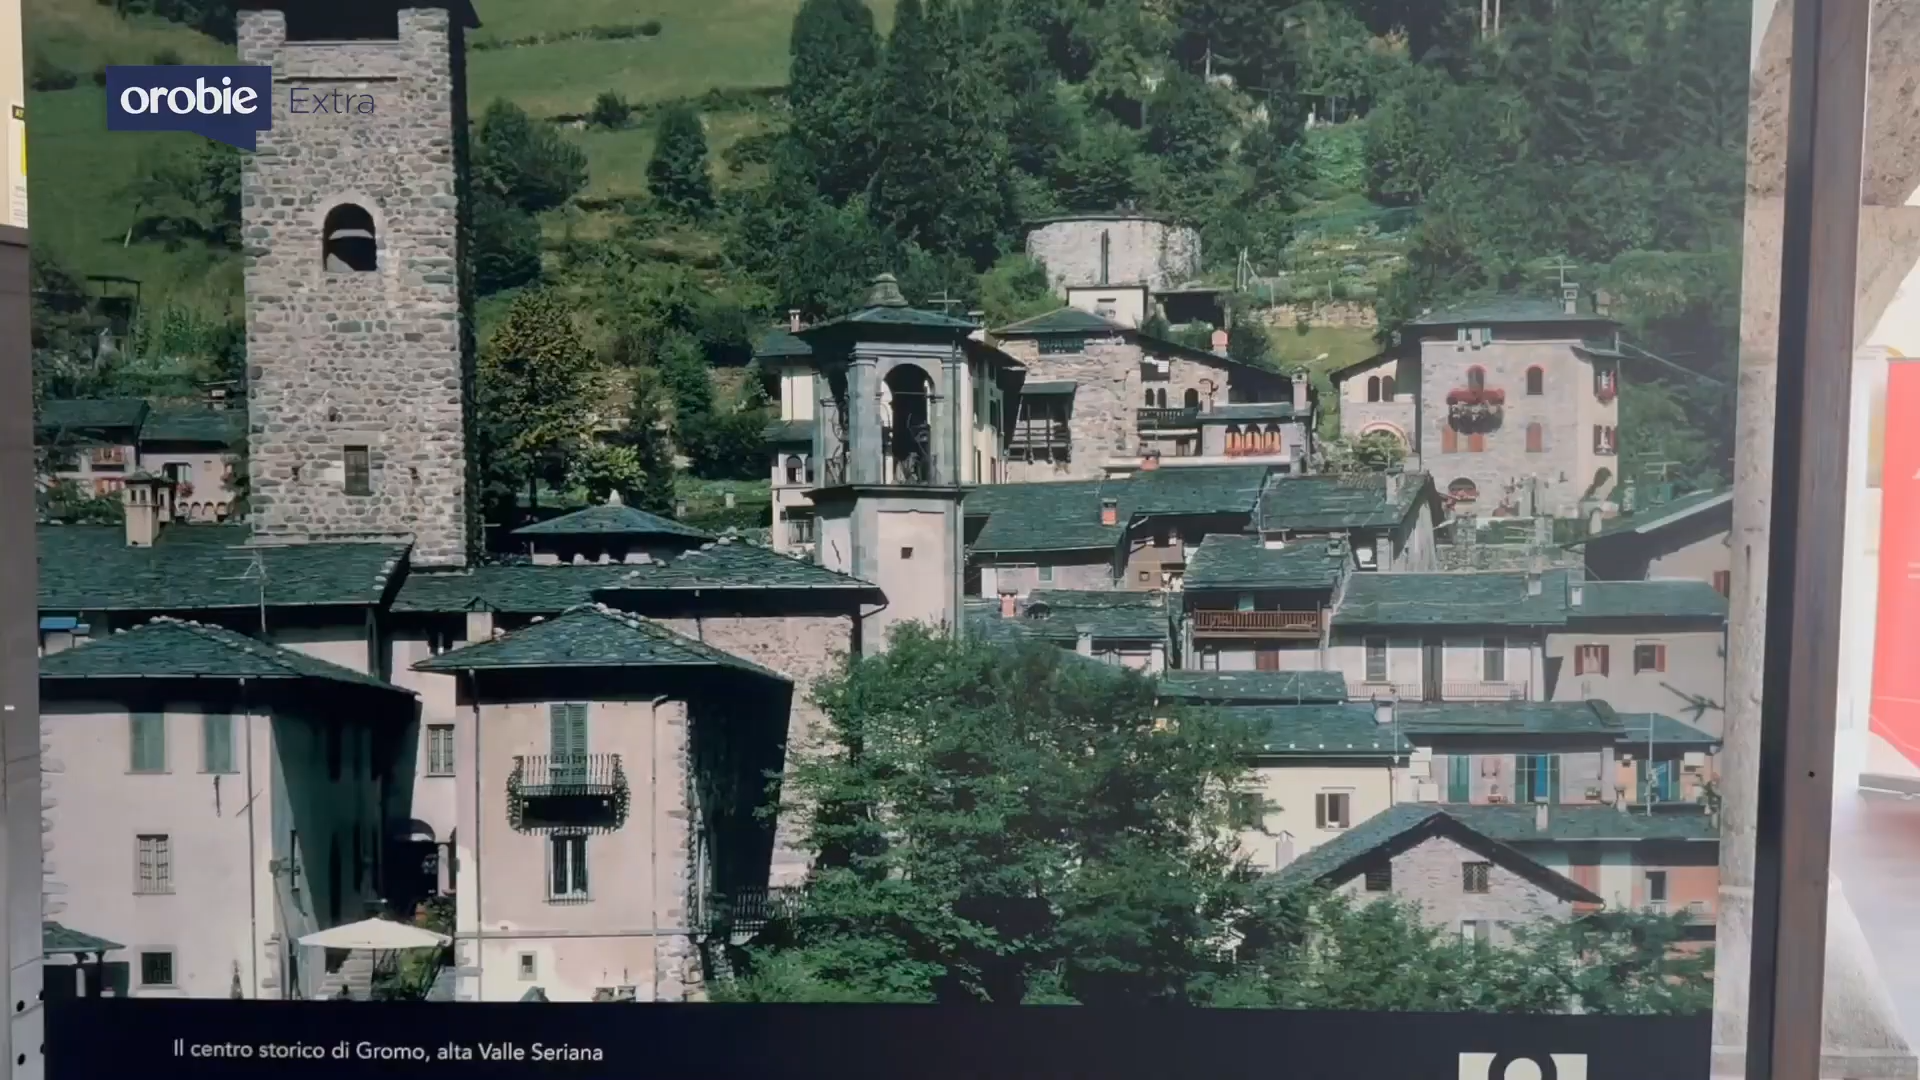 orobie Extra
Il centro storico di Gromo, alta Valle Seriana